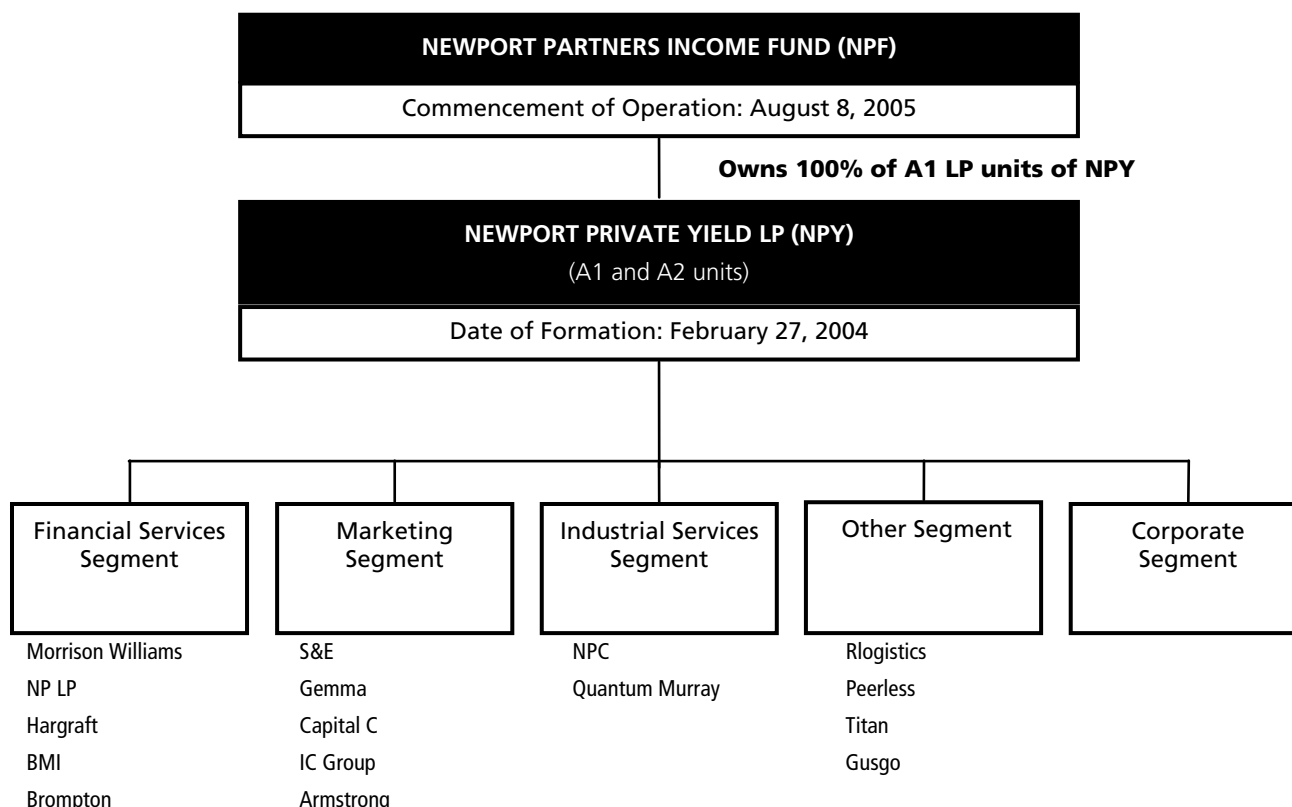 NEWPORT PARTNERS INCOME FUND (NPF)
Commencement of Operation: August 8, 2005
Owns 100% of A1 LP units of NPY
NEWPORT PRIVATE YIELD LP (NPY)
(A1 and A2 units)
Date of Formation: February 27, 2004
Financial Services
Segment
Morrison Williams
NP LP
Hargraft
BMI
Brompton
Marketing
Segment
S&E
Gemma
Capital C
IC Group
Armstrong
Industrial Services
Segment
NPC
Quantum Murray
Other Segment
Rlogistics
Peerless
Titan
Gusgo
Corporate
Segment